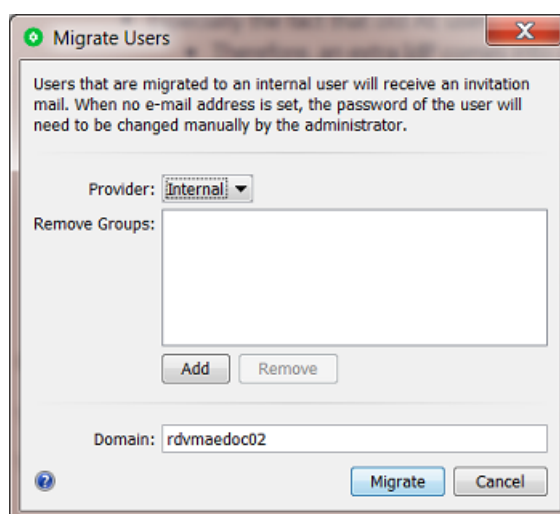 Migrate Users
Users that are migrated to an internal user will receive an invitation
mail. When no e-mail address is set, the password of the user will
need to be changed manually by the administrator.
Provider: Internal
Remove Groups:
Add Remove
Domain: rdvmaedoc02
Migrate Cancel